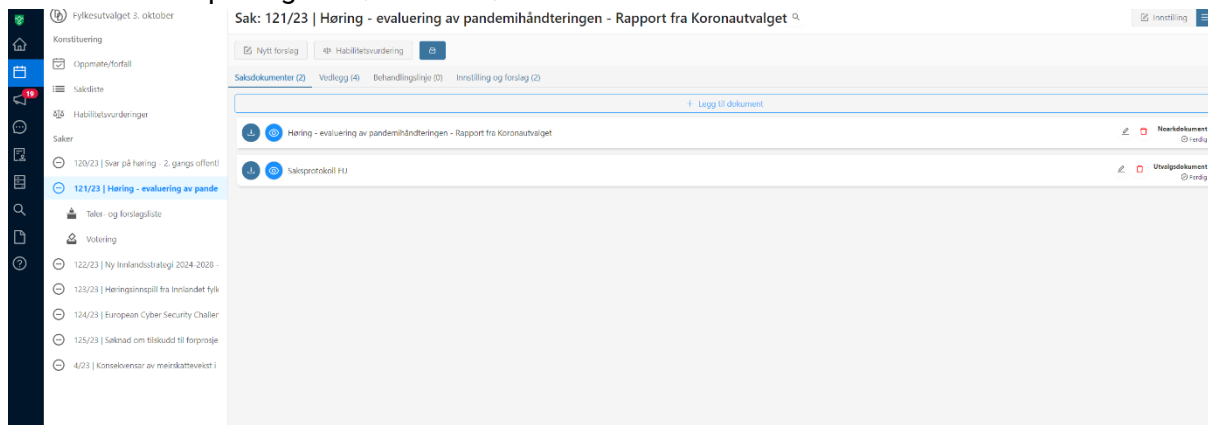 Fylkesutvalget 3. oktober
Konstituering
Oppmøte/forfall
Saksliste
19
Habilitetsvurderinger
Saker
120/23 | Svar på høring - 2. gangs offentl
121/23 | Høring - evaluering av pande
Taler- og forslagsliste
Votering
122/23 | Ny Innlandsstrategi 2024-2028 -
123/23 | Høringsinnspill fra Innlandet fylk
124/23 | European Cyber Security Challer
125/23 | Søknad om tilskudd til forprosje
4/23 | Konsekvensar av meirskattevekst i
Sak: 121/23 | Høring - evaluering av pandemihåndteringen - Rapport fra Koronautvalget
Innstilling
Nytt forslag Habilitetsvurdering
Saksdokumenter (2) Vedlegg (4) Behandlingslinje (0) Innstilling og forslag (2)
+ Legg til dokument
Høring - evaluering av pandemihåndteringen - Rapport fra Koronautvalget
Noarkdokument
Ferdig
Saksprotokoll FU
Utvalgsdokument
Ferdig